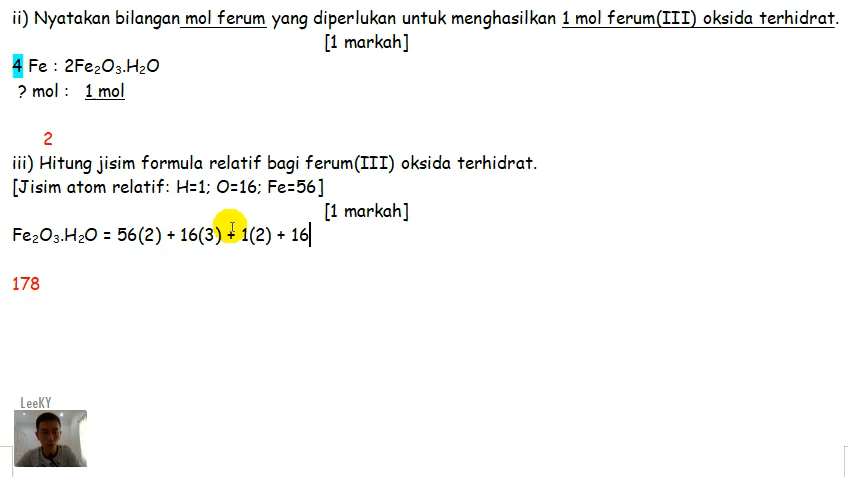 ii) Nyatakan bilangan mol ferum yang diperlukan untuk menghasilkan 1 mol ferum(III) oksida terhidrat.
[1 markah]
4 Fe : 2Fe₂O₃.H₂O
? mol : 1 mol
2
iii) Hitung jisim formula relatif bagi ferum(III) oksida terhidrat.
[Jisim atom relatif: H=1; O=16; Fe=56]
[1 markah]
Fe₂O₃.H₂O = 56(2) + 16(3) + 1(2) + 16
178
LeeKY